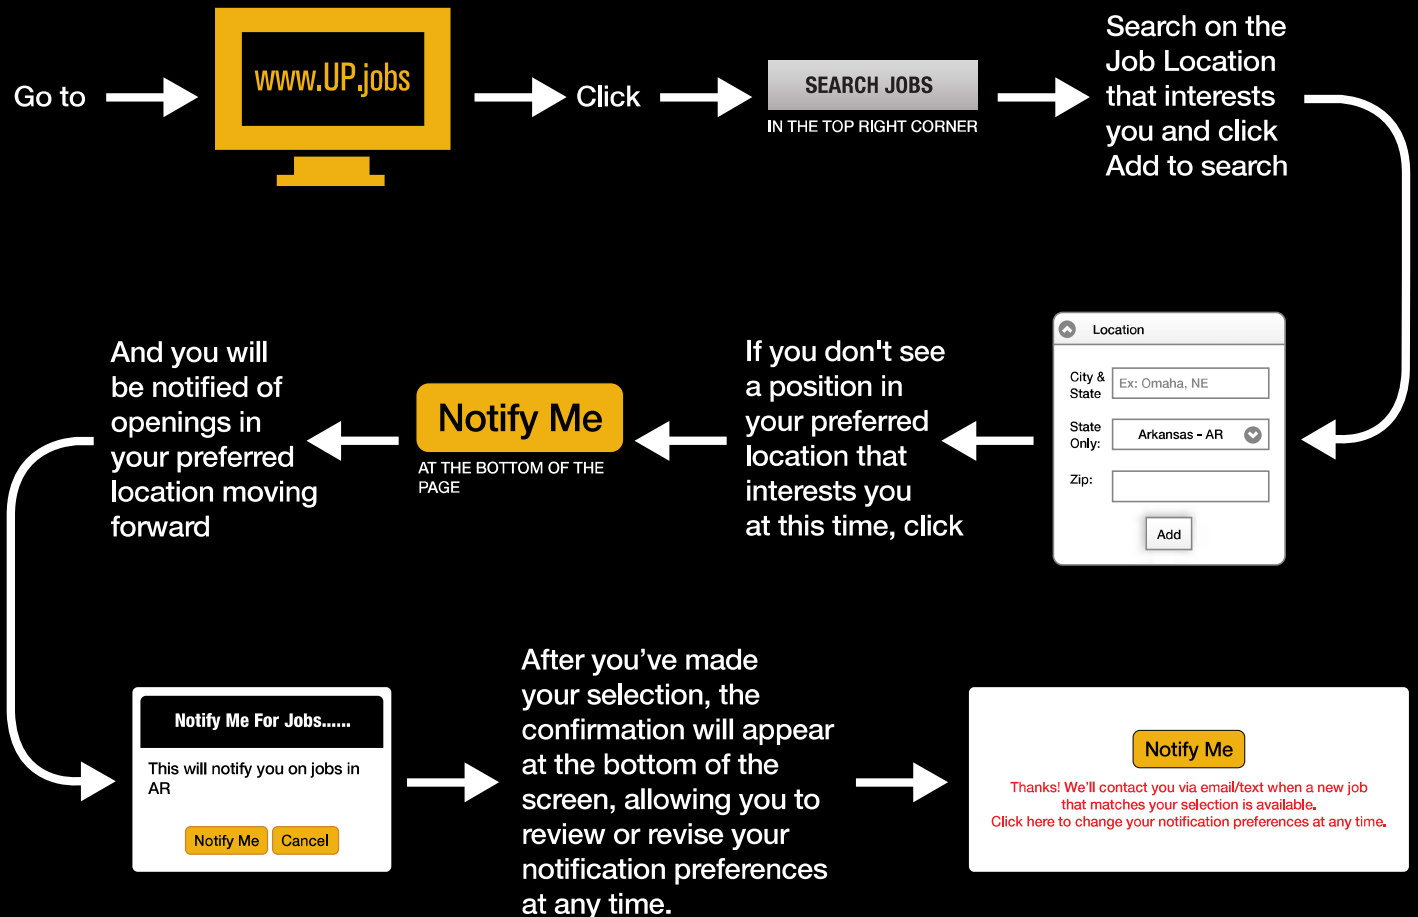 Go to
www.UP.jobs
Click
SEARCH JOBS
IN THE TOP RIGHT CORNER
Search on the
Job Location
that interests
you and click
Add to search
Location
City &
State
Ex: Omaha, NE
State
Only:
Arkansas - AR
Zip:
Add
If you don't see
a position in
your preferred
location that
interests you
at this time, click
Notify Me
AT THE BOTTOM OF THE
PAGE
And you will
be notified of
openings in
your preferred
location moving
forward
Notify Me For Jobs......
This will notify you on jobs in
AR
Notify Me
Cancel
After you’ve made
your selection, the
confirmation will appear
at the bottom of the
screen, allowing you to
review or revise your
notification preferences
at any time.
Notify Me
Thanks! We’ll contact you via email/text when a new job
that matches your selection is available.
Click here to change your notification preferences at any time.